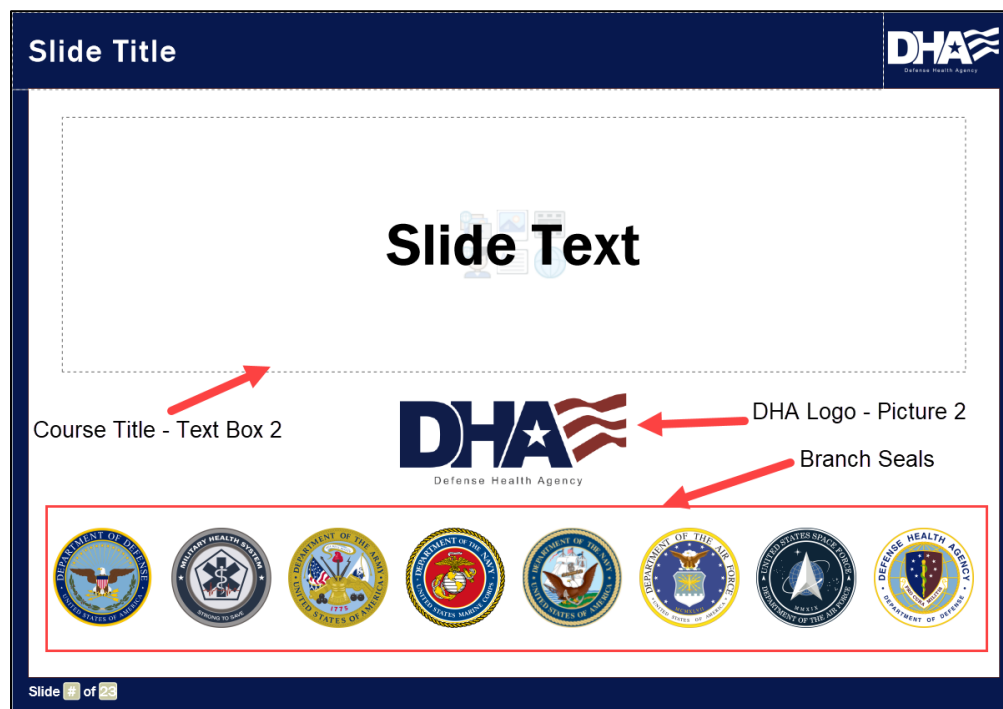 Slide Title
DHA
Defense Health Agency
Slide Text
Course Title - Text Box 2
DHA
Defense Health Agency
DHA Logo - Picture 2
Branch Seals
DEPARTMENT OF DEFENSE
UNITED STATES OF AMERICA
MILITARY HEALTH SYSTEM
STRONG TO SAVE
DEPARTMENT OF THE ARMY
1775
UNITED STATES OF AMERICA
DEPARTMENT OF THE NAVY
UNITED STATES MARINE CORPS
DEPARTMENT OF THE NAVY
UNITED STATES OF AMERICA
DEPARTMENT OF THE AIR FORCE
MCMXLVII
UNITED STATES OF AMERICA
UNITED STATES SPACE FORCE
MMXIX
DEPARTMENT OF THE AIR FORCE
DEFENSE HEALTH AGENCY
PRO CURA MILITIS
DEPARTMENT OF DEFENSE
Slide # of 23